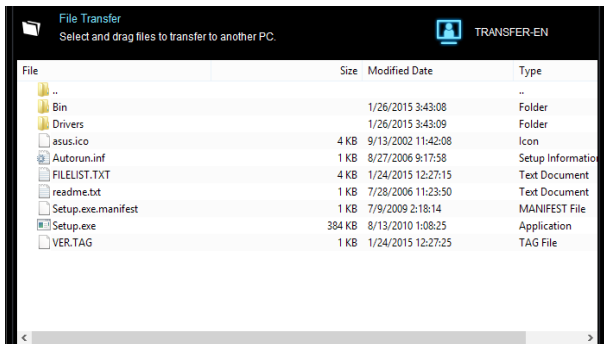 File Transfer
Select and drag files to transfer to another PC.
TRANSFER-EN
File Size Modified Date Type
.. ..
Bin 1/26/2015 3:43:08 Folder
Drivers 1/26/2015 3:43:09 Folder
asus.ico 4 KB 9/13/2002 11:42:08 Icon
Autorun.inf 1 KB 8/27/2006 9:17:58 Setup Informatio
FILELIST.TXT 4 KB 1/24/2015 12:27:15 Text Document
readme.txt 1 KB 7/28/2006 11:23:50 Text Document
Setup.exe.manifest 1 KB 7/9/2009 2:18:14 MANIFEST File
Setup.exe 384 KB 8/13/2010 1:08:25 Application
VER.TAG 1 KB 1/24/2015 12:27:25 TAG File